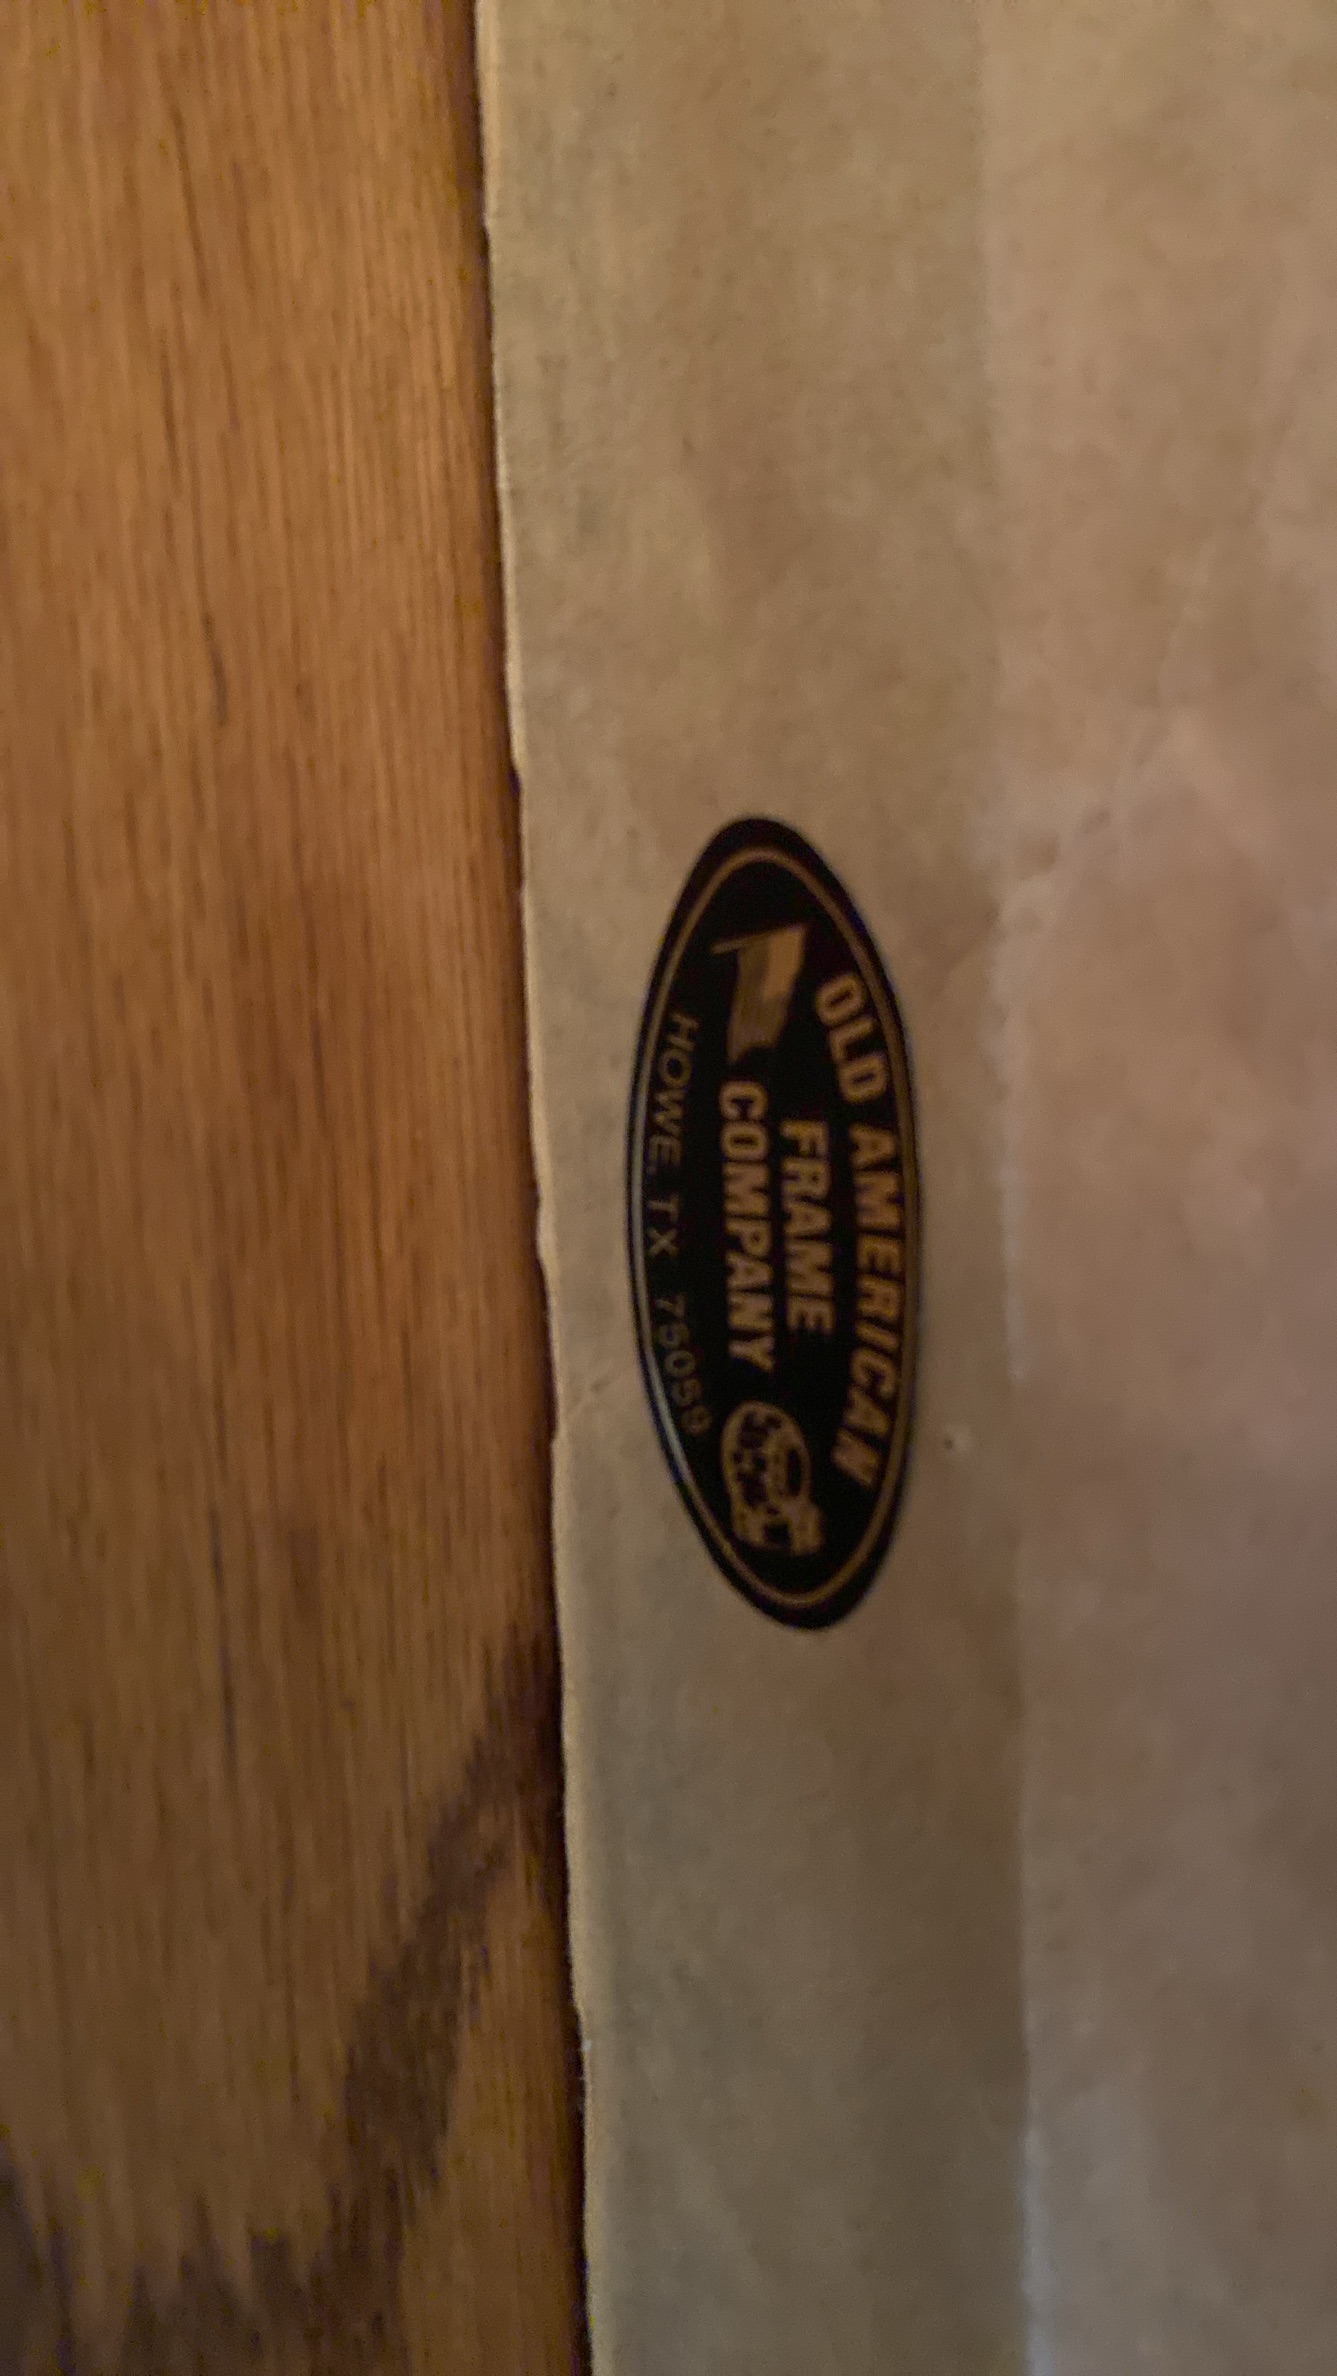 OLD AMERICAN
FRAME
COMPANY
HOWE, TX 75059